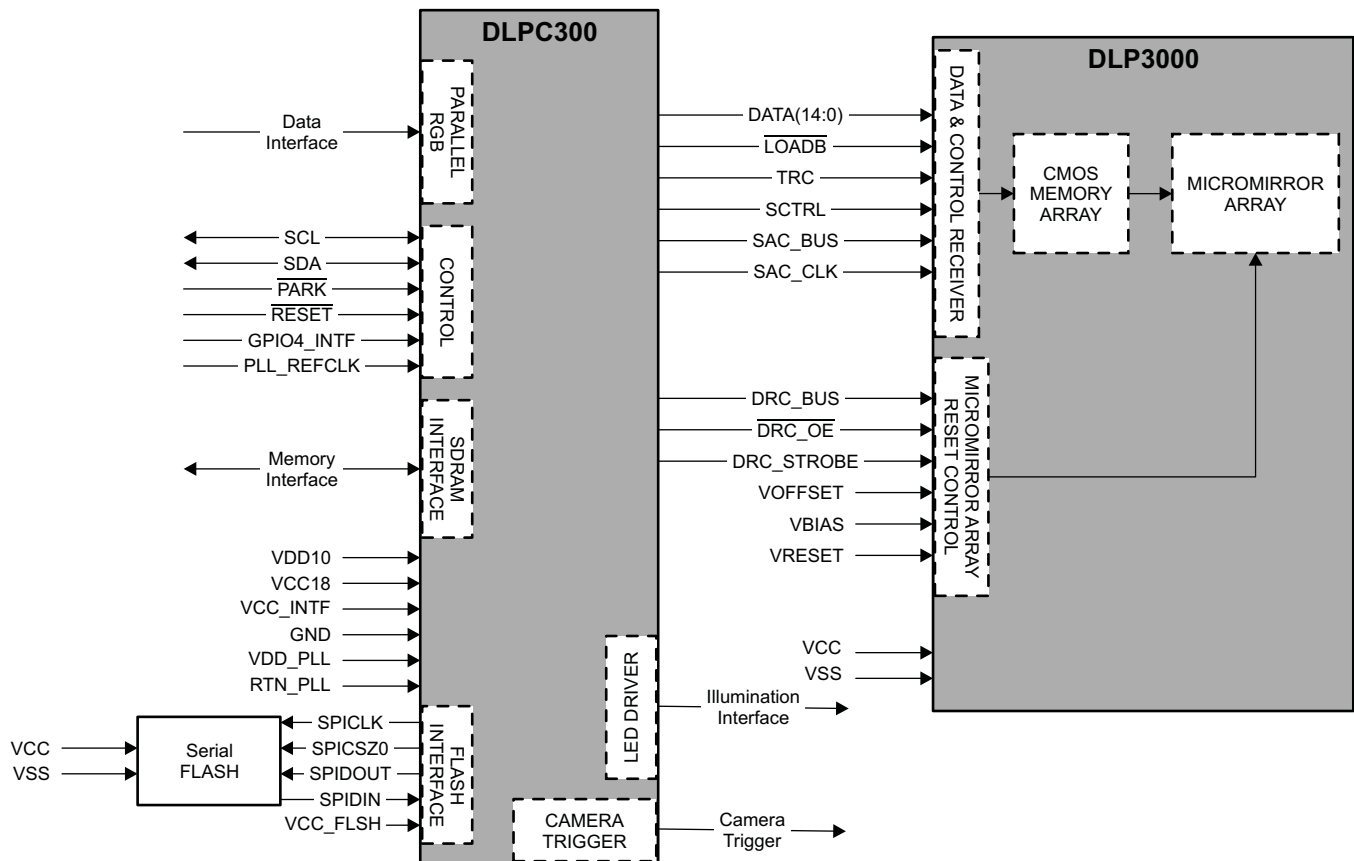 DLPC300
DLP3000
PARALLEL
RGB
Data
Interface
SCL
SDA
PARK
RESET
GPIO4_INTF
PLL_REFCLK
CONTROL
Memory
Interface
SDRAM
INTERFACE
VDD10
VCC18
VCC_INTF
GND
VDD_PLL
RTN_PLL
VCC
VSS
Serial
FLASH
SPICLK
SPICSZ0
SPIDOUT
SPIDIN
VCC_FLSH
FLASH
INTERFACE
LED DRIVER
Illumination
Interface
CAMERA
TRIGGER
Camera
Trigger
DATA(14:0)
LOADB
TRC
SCTRL
SAC_BUS
SAC_CLK
DATA & CONTROL RECEIVER
CMOS
MEMORY
ARRAY
MICROMIRROR
ARRAY
DRC_BUS
DRC_OE
DRC_STROBE
VOFFSET
VBIAS
VRESET
MICROMIRROR ARRAY
RESET CONTROL
VCC
VSS